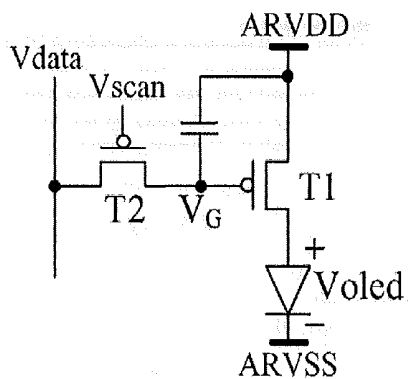 ARVDD
Vdata
Vscan
T2
VG
T1
+
Voled
−
ARVSS